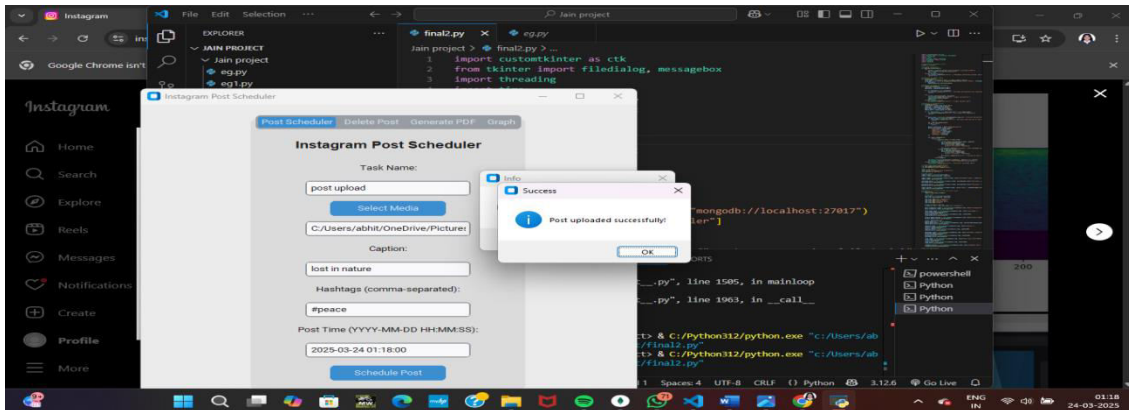 Instagram
File Edit Selection ...
Jain project
Google Chrome isn't
EXPLORER ...
JAIN PROJECT
Jain project
eg.py
eg1.py
final2.py × eg.py
Jain project > final2.py > ...
1 import customtkinter as ctk
2 from tkinter import filedialog, messagebox
3 import threading
Instagram
Home
Search
Explore
Reels
Messages
Notifications
Create
Profile
More
Instagram Post Scheduler
Post Scheduler Delete Post Generate PDF Graph
Instagram Post Scheduler
Task Name:
post upload
Select Media
C:/Users/abhit/OneDrive/Pictures
Caption:
lost in nature
Hashtags (comma-separated):
#peace
Post Time (YYYY-MM-DD HH:MM:SS):
2025-03-24 01:18:00
Schedule Post
Info
Success
Post uploaded successfully!
OK
"mongodb://localhost:27017")
er"]
ORTS
__.py", line 1505, in mainloop
__.py", line 1963, in __call__
ct> & C:/Python312/python.exe "c:/Users/ab
/final2.py"
ct> & C:/Python312/python.exe "c:/Users/ab
/final2.py"
powershell
Python
Python
Python
200
Spaces: 4 UTF-8 CRLF {} Python 3.12.6 Go Live
ENG
IN
01:18
24-03-2025